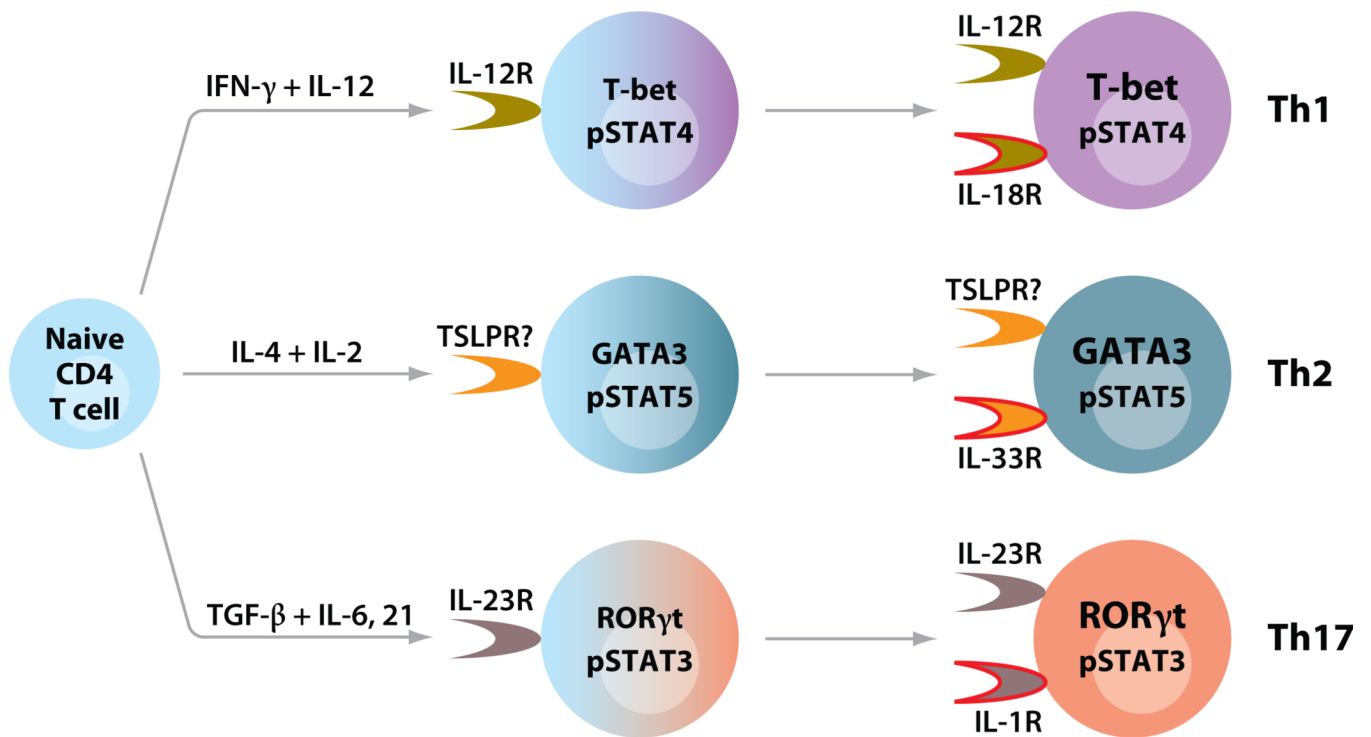 IFN-γ + IL-12
IL-12R
T-bet
pSTAT4
IL-12R
IL-18R
T-bet
pSTAT4
Th1
Naive
CD4
T cell
IL-4 + IL-2
TSLPR?
GATA3
pSTAT5
TSLPR?
IL-33R
GATA3
pSTAT5
Th2
TGF-β + IL-6, 21
IL-23R
RORγt
pSTAT3
IL-23R
IL-1R
RORγt
pSTAT3
Th17